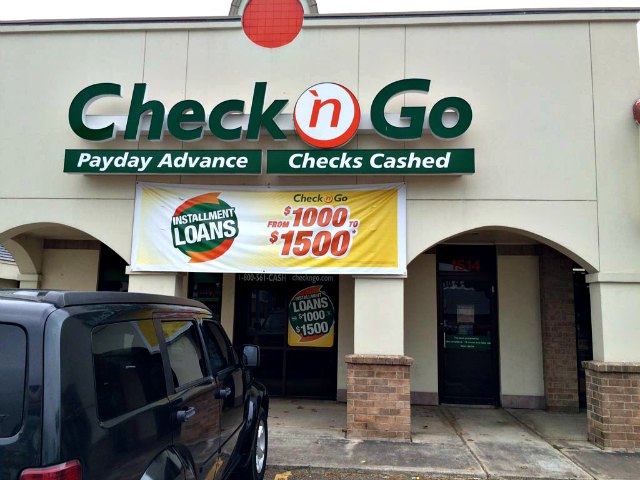 Check 'n Go
Payday Advance
Checks Cashed
INSTALLMENT
LOANS
Check 'n Go
FROM $1000 TO
$1500
1-800-561-CASH checkngo.com
INSTALLMENT
LOANS
$1000
$1500
1514